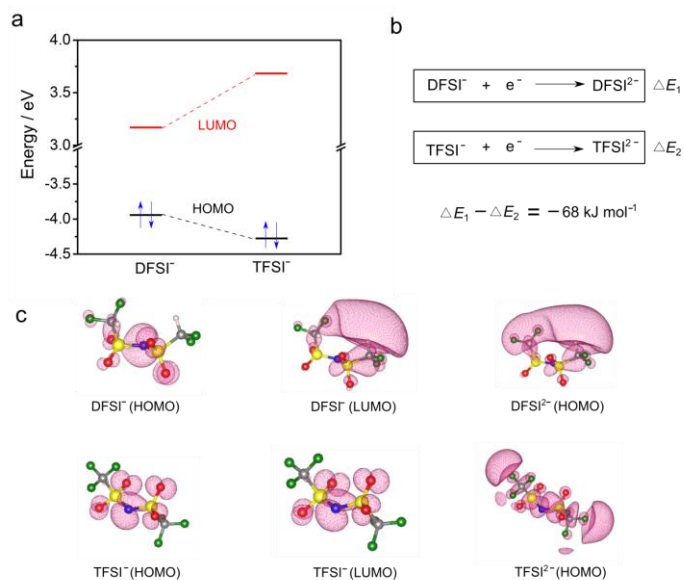 a
4.0
3.5
3.0
-3.5
-4.0
-4.5
Energy / eV
LUMO
HOMO
DFSI⁻
TFSI⁻
b
DFSI⁻ + e⁻ ⟶ DFSI²⁻ △E₁
TFSI⁻ + e⁻ ⟶ TFSI²⁻ △E₂
△E₁ − △E₂ = −68 kJ mol⁻¹
c
DFSI⁻ (HOMO)
DFSI⁻ (LUMO)
DFSI²⁻ (HOMO)
TFSI⁻ (HOMO)
TFSI⁻ (LUMO)
TFSI²⁻ (HOMO)